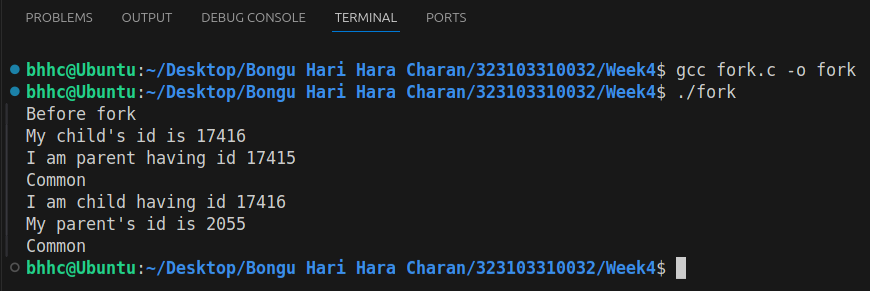 PROBLEMS OUTPUT DEBUG CONSOLE TERMINAL PORTS
bhhc@Ubuntu:~/Desktop/Bongu Hari Hara Charan/323103310032/Week4$ gcc fork.c -o fork
bhhc@Ubuntu:~/Desktop/Bongu Hari Hara Charan/323103310032/Week4$ ./fork
Before fork
My child's id is 17416
I am parent having id 17415
Common
I am child having id 17416
My parent's id is 2055
Common
bhhc@Ubuntu:~/Desktop/Bongu Hari Hara Charan/323103310032/Week4$